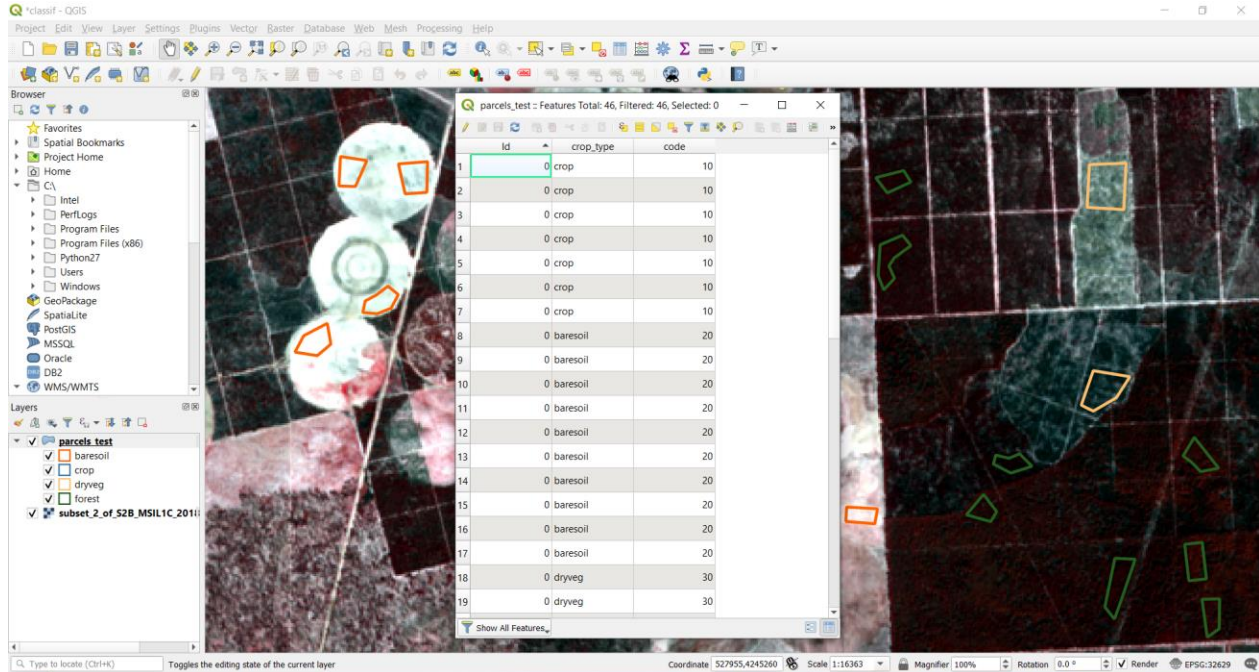 *classif - QGIS
Project Edit View Layer Settings Plugins Vector Raster Database Web Mesh Processing Help
Browser
Favorites
Spatial Bookmarks
Project Home
Home
C:\
Intel
PerfLogs
Program Files
Program Files (x86)
Python27
Users
Windows
GeoPackage
SpatiaLite
PostGIS
MSSQL
Oracle
DB2
WMS/WMTS
Layers
parcels_test
baresoil
crop
dryveg
forest
subset_2_of_S2B_MSIL1C_2018
parcels_test :: Features Total: 46, Filtered: 46, Selected: 0
Id crop_type code
1 0 crop 10
2 0 crop 10
3 0 crop 10
4 0 crop 10
5 0 crop 10
6 0 crop 10
7 0 crop 10
8 0 baresoil 20
9 0 baresoil 20
10 0 baresoil 20
11 0 baresoil 20
12 0 baresoil 20
13 0 baresoil 20
14 0 baresoil 20
15 0 baresoil 20
16 0 baresoil 20
17 0 baresoil 20
18 0 dryveg 30
19 0 dryveg 30
Show All Features
Type to locate (Ctrl+K) Toggles the editing state of the current layer Coordinate 527955,4245260 Scale 1:16363 Magnifier 100% Rotation 0.0 ° Render EPSG:32629